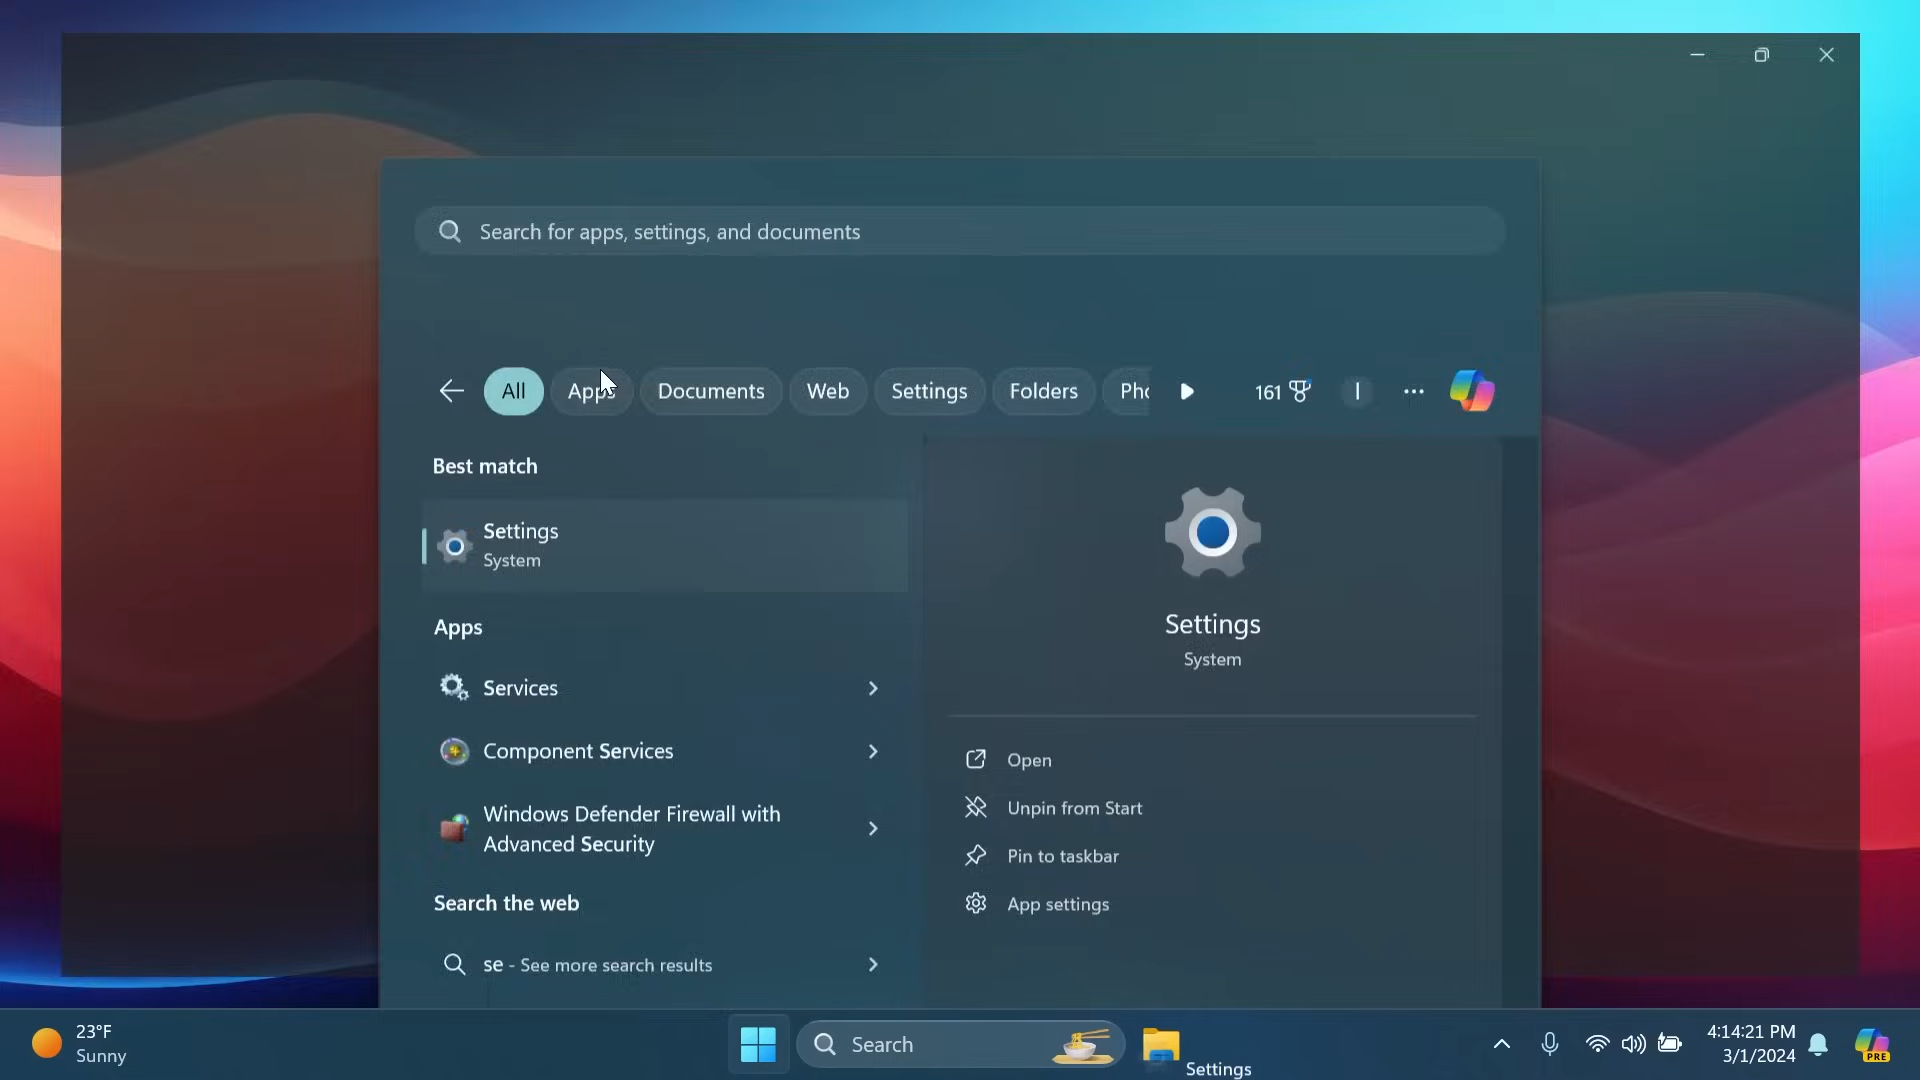 Search for apps, settings, and documents
All Apps Documents Web Settings Folders Pho 161 I ...
Best match
Settings
System
Apps
Services
Component Services
Windows Defender Firewall with
Advanced Security
Search the web
se - See more search results
Settings
System
Open
Unpin from Start
Pin to taskbar
App settings
23°F
Sunny
Search
Settings
4:14:21 PM
3/1/2024
PRE